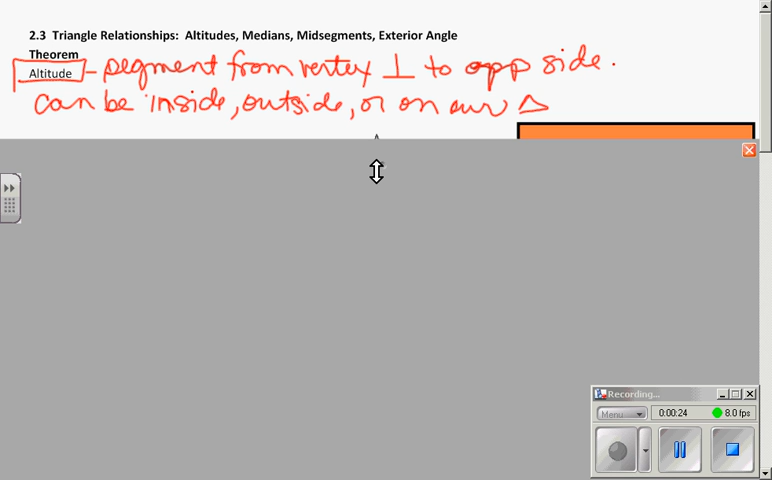 2.3 Triangle Relationships: Altitudes, Medians, Midsegments, Exterior Angle
Theorem
Altitude - segment from vertex ⊥ to opp side.
can be inside, outside, or on our △
Recording...
Menu 0:00:24 8.0 fps